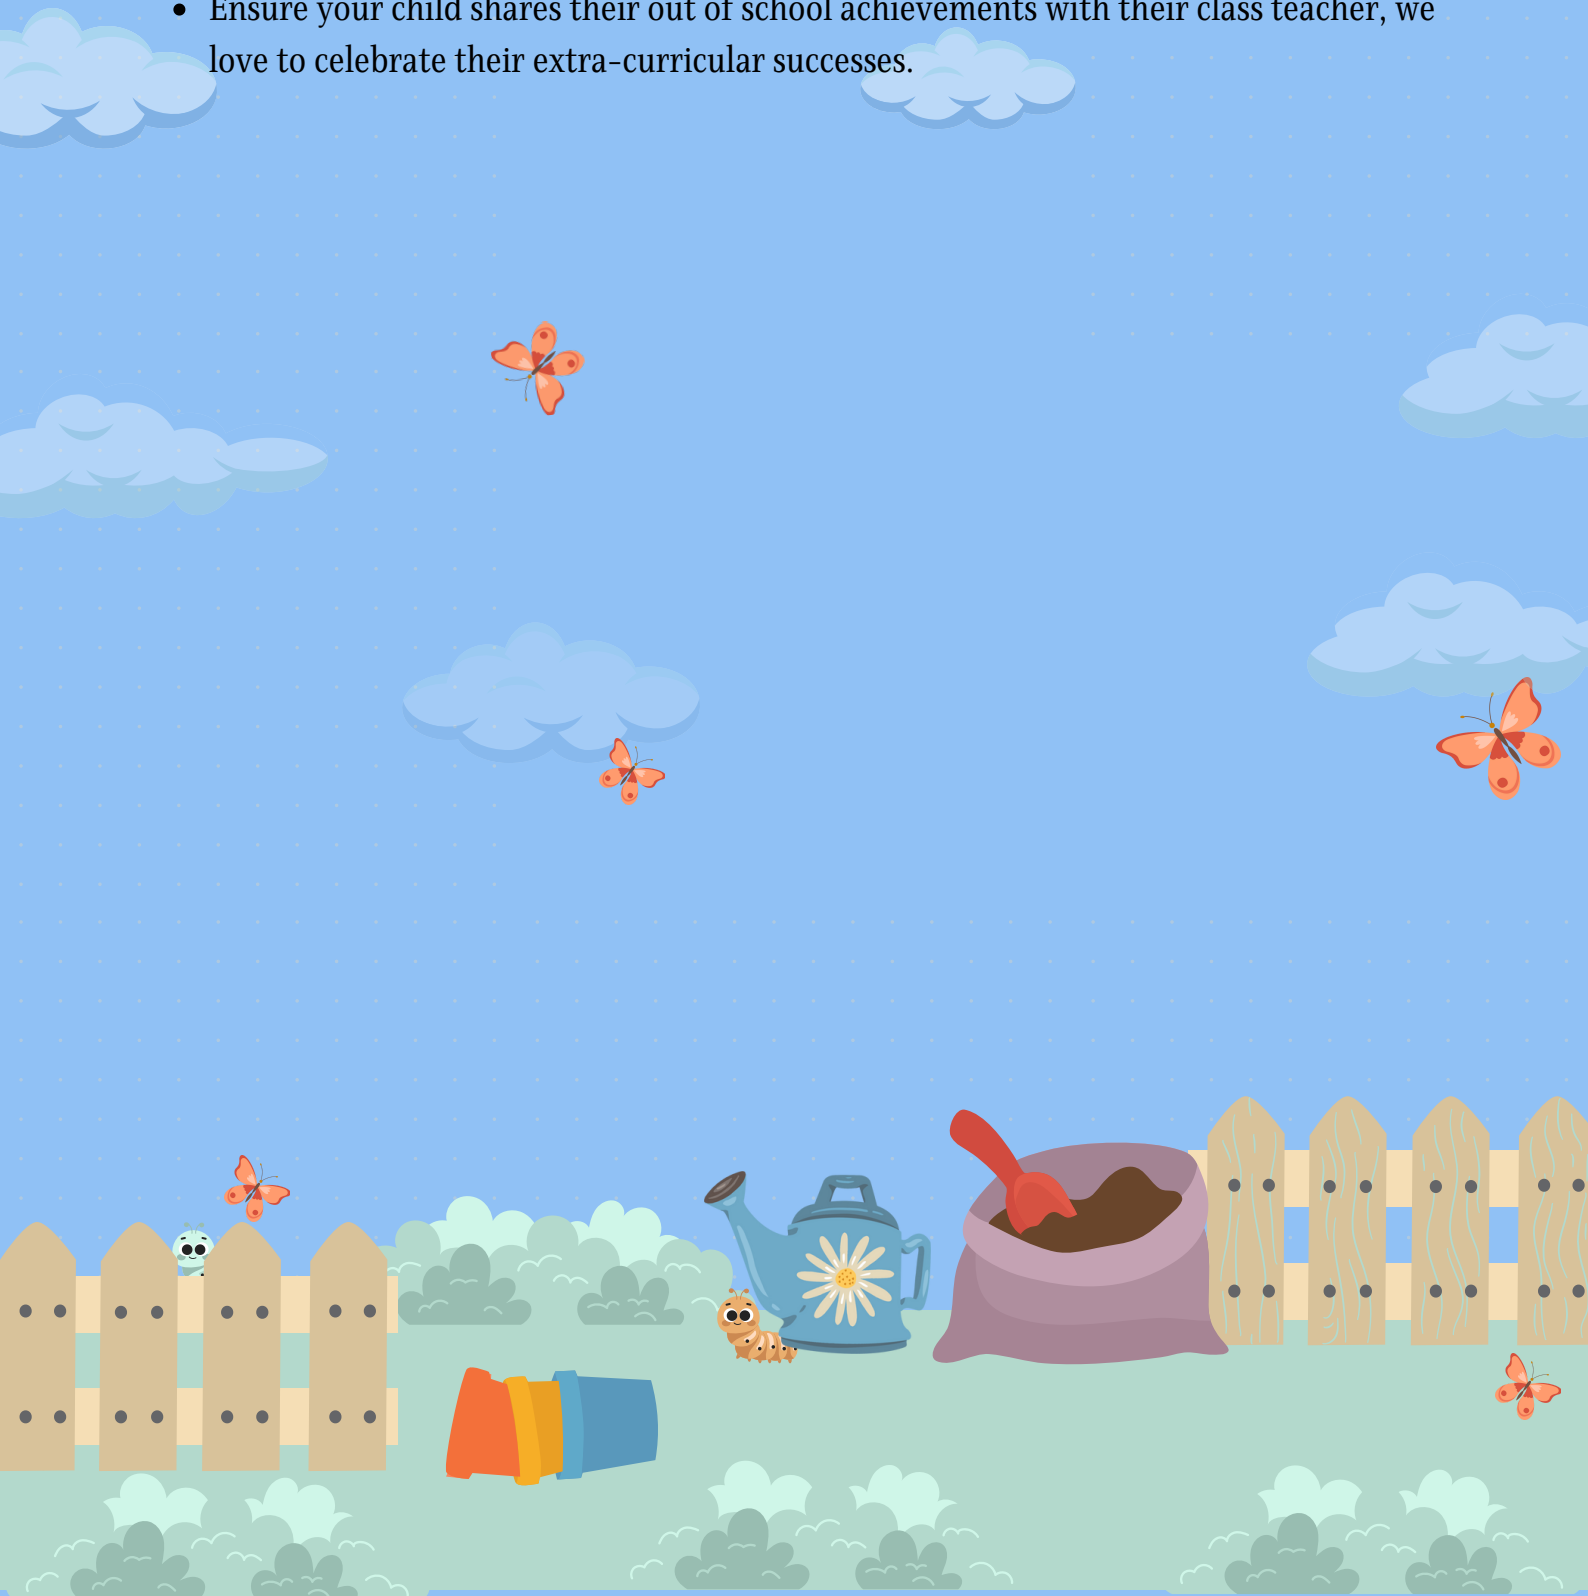 • Ensure your child shares their out of school achievements with their class teacher, we
love to celebrate their extra-curricular successes.